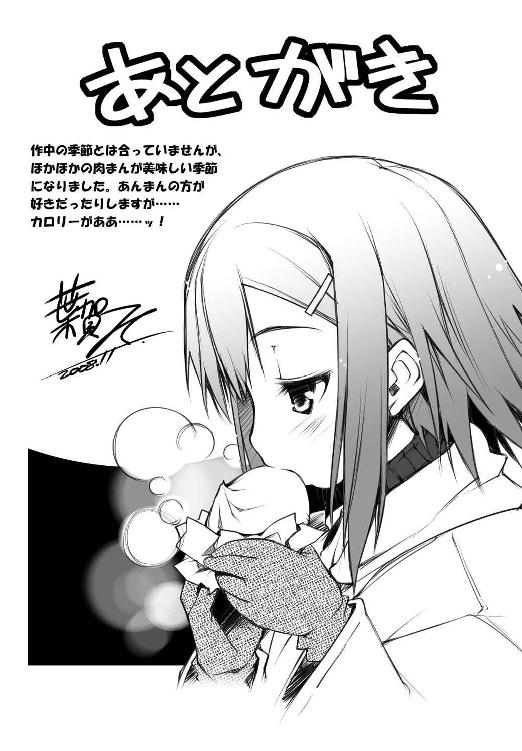 あとがき
作中の季節とは合っていませんが、
ほかほかの肉まんが美味しい季節
になりました。あんまんの方が
好きだったりしますが……
カロリーがああ……ッ！
葉賀
2008.11